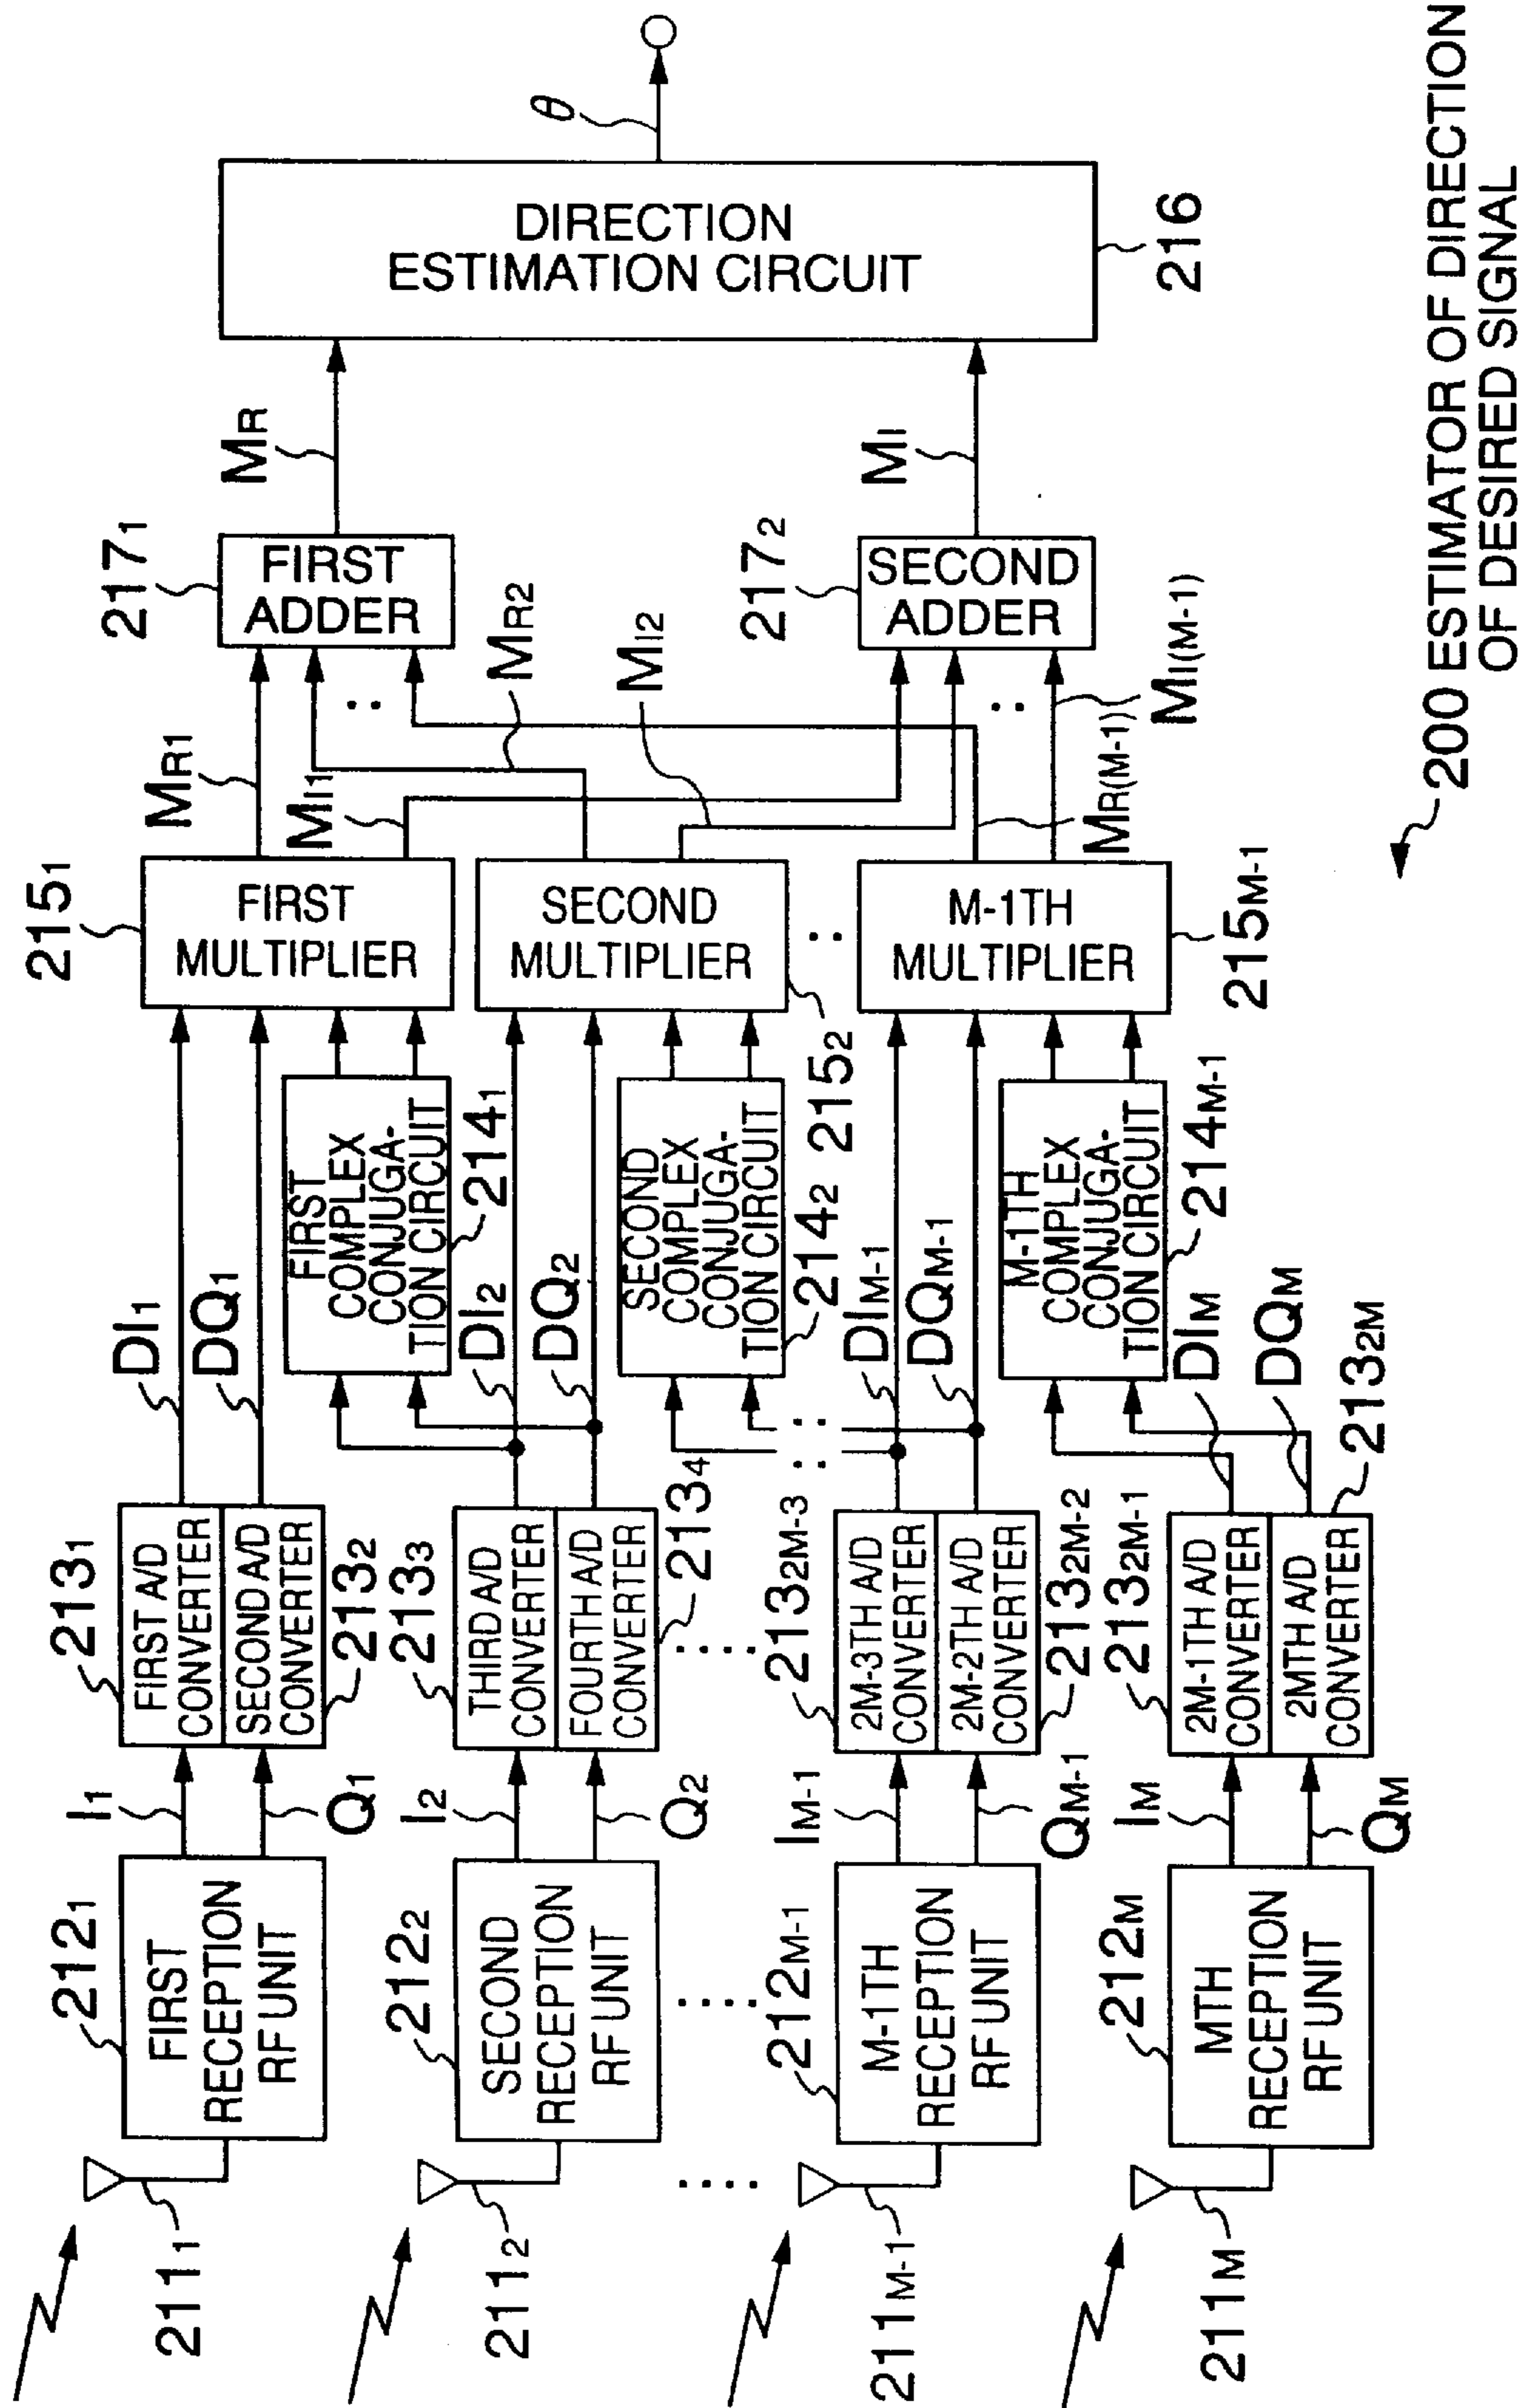 211₁
212₁
FIRST
RECEPTION
RF UNIT
I₁
Q₁
213₁
FIRST A/D
CONVERTER
SECOND A/D
CONVERTER
213₂
DI₁
DQ₁
FIRST
COMPLEX
CONJUGA-
TION CIRCUIT
214₁
215₁
FIRST
MULTIPLIER
MR1
MI1
217₁
FIRST
ADDER
MR
211₂
212₂
SECOND
RECEPTION
RF UNIT
I₂
Q₂
213₃
THIRD A/D
CONVERTER
FOURTH A/D
CONVERTER
213₄
DI₂
DQ₂
SECOND
COMPLEX
CONJUGA-
TION CIRCUIT
214₂
SECOND
MULTIPLIER
215₂
MR2
MI2
211M-1
212M-1
M-1TH
RECEPTION
RF UNIT
IM-1
QM-1
213₂M-3
2M-3TH A/D
CONVERTER
2M-2TH A/D
CONVERTER
213₂M-2
DIM-1
DQM-1
M-1TH
COMPLEX
CONJUGA-
TION CIRCUIT
214M-1
M-1TH
MULTIPLIER
215M-1
MR(M-1)
MI(M-1)
217₂
SECOND
ADDER
MI
211M
212M
MTH
RECEPTION
RF UNIT
IM
QM
213₂M-1
2M-1TH A/D
CONVERTER
2MTH A/D
CONVERTER
213₂M
DIM
DQM
DIRECTION
ESTIMATION CIRCUIT
216
θ
200 ESTIMATOR OF DIRECTION
OF DESIRED SIGNAL